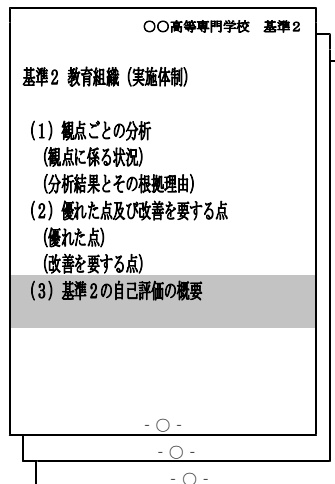 〇〇高等専門学校 基準２
基準２ 教育組織（実施体制）
（１）観点ごとの分析
（観点に係る状況）
（分析結果とその根拠理由）
（２）優れた点及び改善を要する点
（優れた点）
（改善を要する点）
（３）基準２の自己評価の概要
- 〇 -
- 〇 -
- 〇 -